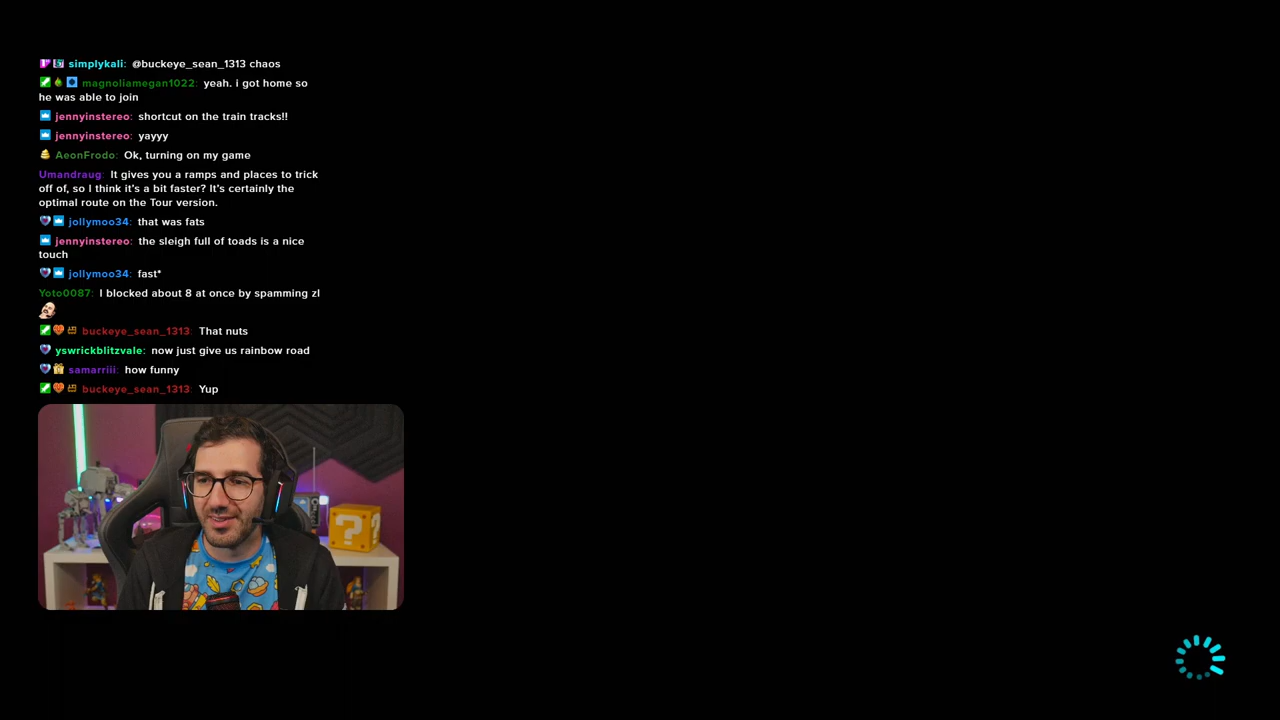 simplykali: @buckeye_sean_1313 chaos
magnoliamegan1022: yeah. i got home so
he was able to join
jennyinstereo: shortcut on the train tracks!!
jennyinstereo: yayyy
AeonFrodo: Ok, turning on my game
Umandraug: It gives you a ramps and places to trick
off of, so I think it's a bit faster? It's certainly the
optimal route on the Tour version.
jollymoo34: that was fats
jennyinstereo: the sleigh full of toads is a nice
touch
jollymoo34: fast*
Yoto0087: I blocked about 8 at once by spamming zl
buckeye_sean_1313: That nuts
yswrickblitzvale: now just give us rainbow road
samarriii: how funny
buckeye_sean_1313: Yup
?